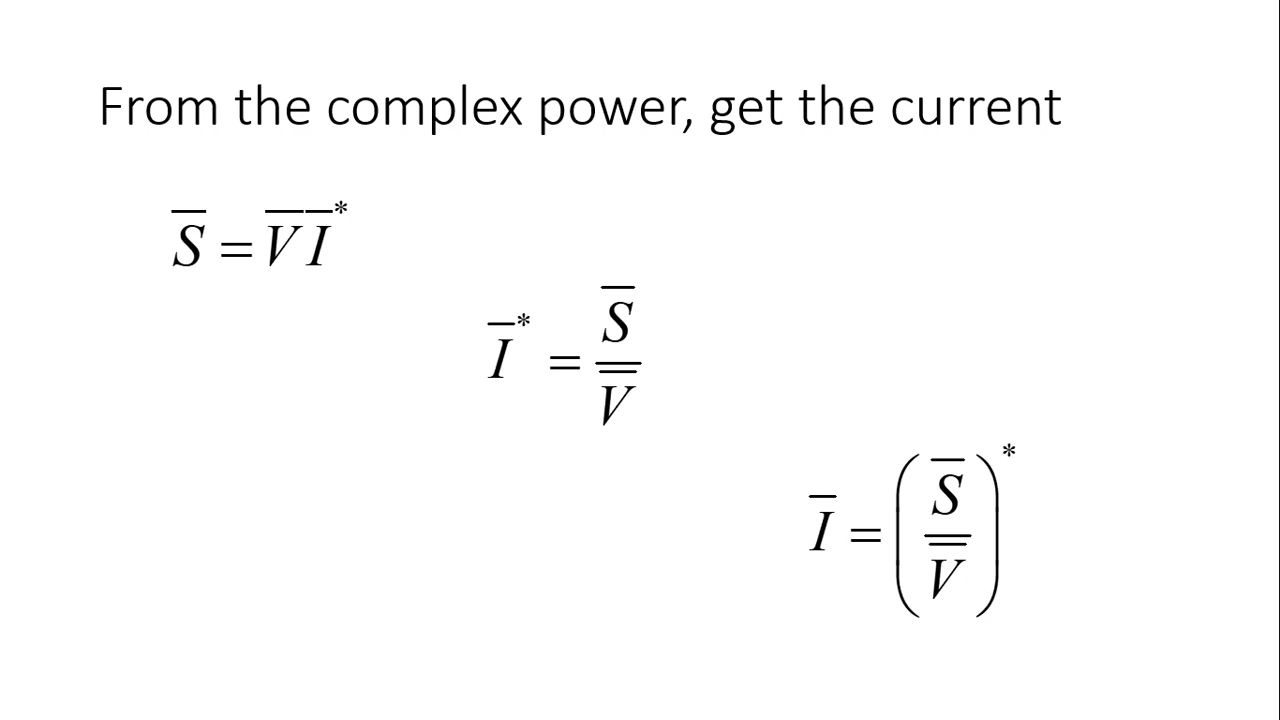 From the complex power, get the current
S̅ = V̅ I̅*
I̅* = S̅ / V̅
I̅ = (S̅ / V̅)*